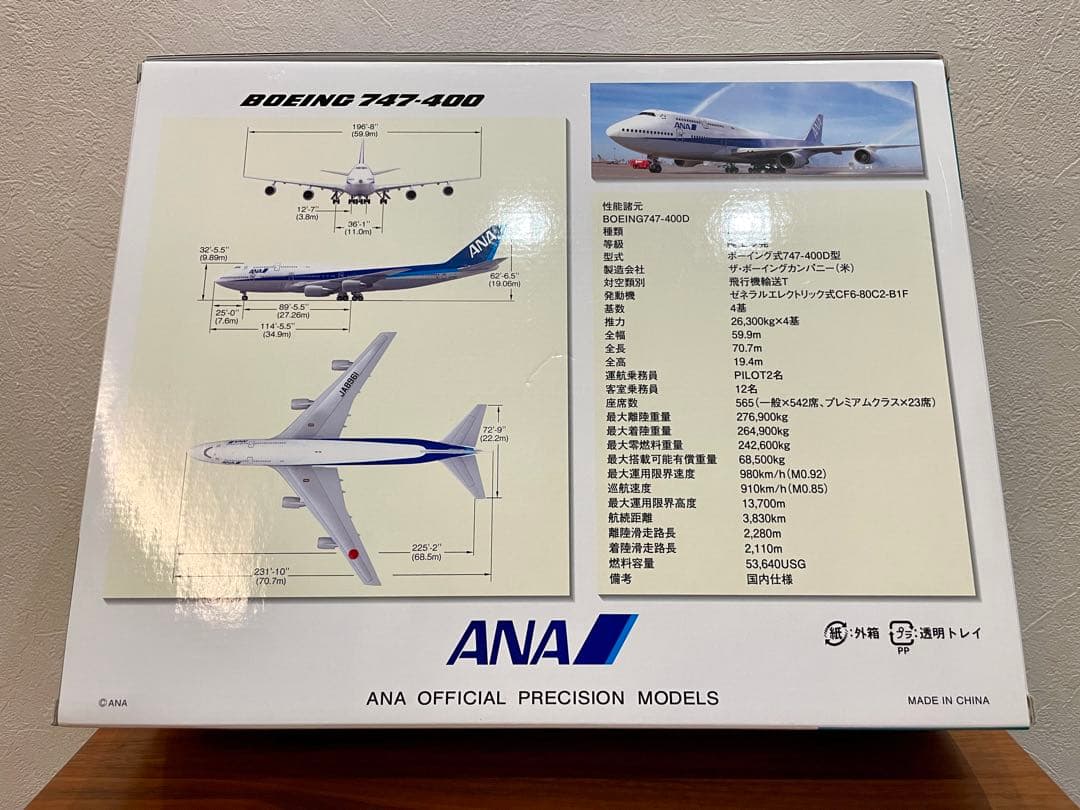 BOEING 747-400
196'-8"
(59.9m)
12'-7"
(3.8m)
36'-1"
(11.0m)
32'-5.5"
(9.89m)
ANA
ANA
62'-6.5"
(19.06m)
25'-0"
(7.6m)
89'-5.5"
(27.26m)
114'-5.5"
(34.9m)
JA8961
72'-9"
(22.2m)
ANA
ANA
225'-2"
(68.5m)
231'-10"
(70.7m)
ANA
性能諸元
BOEING747-400D
種類
等級
型式 ボーイング式747-400D型
製造会社 ザ・ボーイングカンパニー(米)
対空類別 飛行機輸送T
発動機 ゼネラルエレクトリック式CF6-80C2-B1F
基数 4基
推力 26,300kg×4基
全幅 59.9m
全長 70.7m
全高 19.4m
運航乗務員 PILOT2名
客室乗務員 12名
座席数 565(一般×542席、プレミアムクラス×23席)
最大離陸重量 276,900kg
最大着陸重量 264,900kg
最大零燃料重量 242,600kg
最大搭載可能有償重量 68,500kg
最大運用限界速度 980km/h(M0.92)
巡航速度 910km/h(M0.85)
最大運用限界高度 13,700m
航続距離 3,830km
離陸滑走路長 2,280m
着陸滑走路長 2,110m
燃料容量 53,640USG
備考 国内仕様
紙:外箱 プラ:透明トレイ
PP
ANA
©ANA
ANA OFFICIAL PRECISION MODELS
MADE IN CHINA